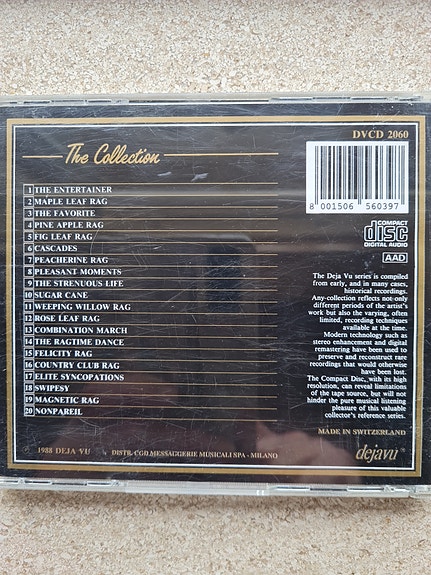 DVCD 2060
The Collection
8 001506 560397
COMPACT
disc
DIGITAL AUDIO
AAD
1 THE ENTERTAINER
2 MAPLE LEAF RAG
3 THE FAVORITE
4 PINE APPLE RAG
5 FIG LEAF RAG
6 CASCADES
7 PEACHERINE RAG
8 PLEASANT MOMENTS
9 THE STRENUOUS LIFE
10 SUGAR CANE
11 WEEPING WILLOW RAG
12 ROSE LEAF RAG
13 COMBINATION MARCH
14 THE RAGTIME DANCE
15 FELICITY RAG
16 COUNTRY CLUB RAG
17 ELITE SYNCOPATIONS
18 SWIPESY
19 MAGNETIC RAG
20 NONPAREIL
The Deja Vu series is compiled
from early, and in many cases,
historical recordings.
Any-collection reflects not-only
different periods of the artist's
work but also the varying, often
limited, recording techniques
available at the time.
Modern technology such as
stereo enhancement and digital
remastering have been used to
preserve and reconstruct rare
recordings that would otherwise
have been lost.
The Compact Disc, with its high
resolution, can reveal limitations
of the tape source, but will not
hinder the pure musical listening
pleasure of this valuable
collector's reference series.
MADE IN SWITZERLAND
1988 DEJA VU
DISTR. CGD MESSAGGERIE MUSICALI SPA - MILANO
dejavu®